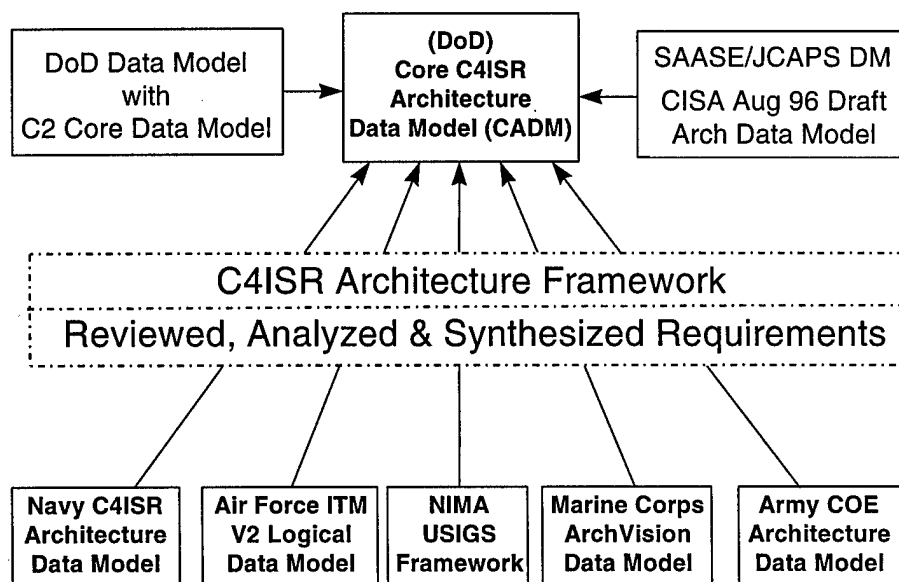 DoD Data Model
with
C2 Core Data Model
(DoD)
Core C4ISR
Architecture
Data Model (CADM)
SAASE/JCAPS DM
CISA Aug 96 Draft
Arch Data Model
C4ISR Architecture Framework
Reviewed, Analyzed & Synthesized Requirements
Navy C4ISR
Architecture
Data Model
Air Force ITM
V2 Logical
Data Model
NIMA
USIGS
Framework
Marine Corps
ArchVision
Data Model
Army COE
Architecture
Data Model